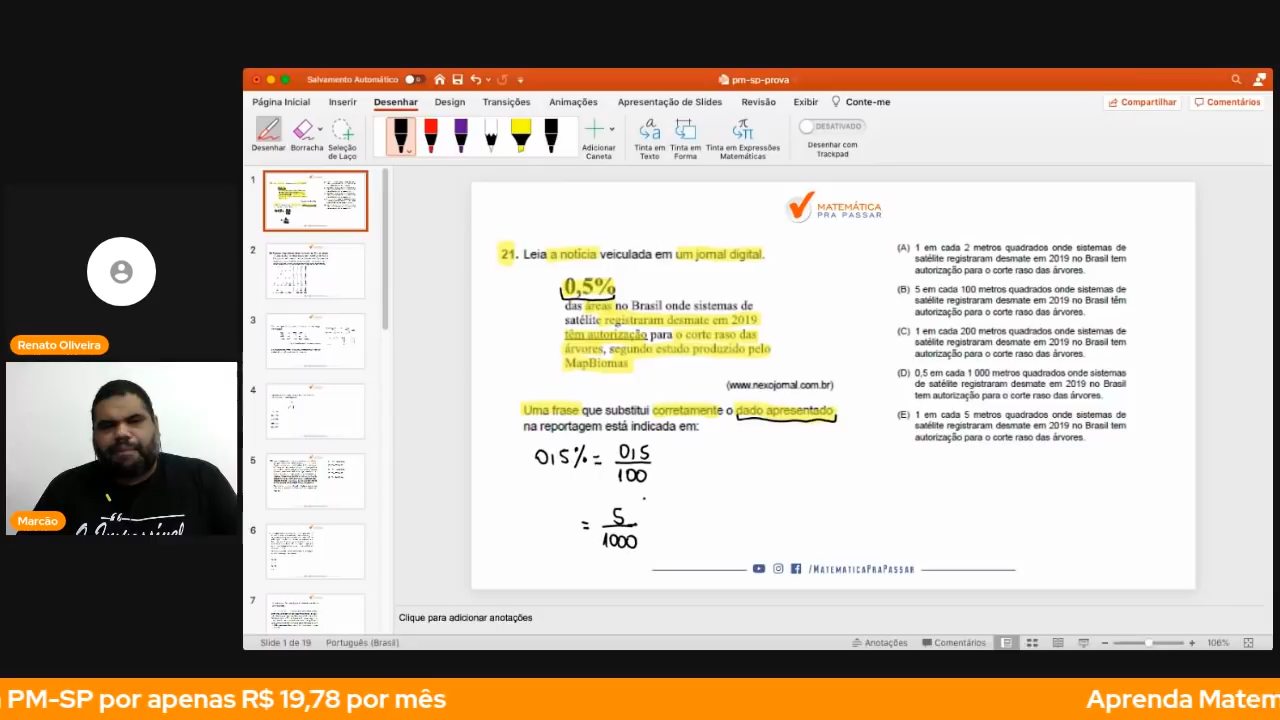 Salvamento Automático
pm-sp-prova
Página Inicial
Inserir
Desenhar
Design
Transições
Animações
Apresentação de Slides
Revisão
Exibir
Conte-me
Compartilhar
Comentários
Desenhar
Borracha
Seleção
de Laço
Adicionar
Caneta
Tinta em
Texto
Tinta em
Forma
Tinta em Expressões
Matemáticas
DESATIVADO
Desenhar com
Trackpad
1
2
3
4
5
6
7
MATEMÁTICA
PRA PASSAR
21. Leia a notícia veiculada em um jornal digital.
0,5%
das áreas no Brasil onde sistemas de
satélite registraram desmate em 2019
têm autorização para o corte raso das
árvores, segundo estudo produzido pelo
MapBiomas
(www.nexojornal.com.br)
Uma frase que substitui corretamente o dado apresentado
na reportagem está indicada em:
0,5% = 0,5
100
= 5
1000
(A) 1 em cada 2 metros quadrados onde sistemas de
satélite registraram desmate em 2019 no Brasil tem
autorização para o corte raso das árvores.
(B) 5 em cada 100 metros quadrados onde sistemas de
satélite registraram desmate em 2019 no Brasil têm
autorização para o corte raso das árvores.
(C) 1 em cada 200 metros quadrados onde sistemas de
satélite registraram desmate em 2019 no Brasil tem
autorização para o corte raso das árvores.
(D) 0,5 em cada 1 000 metros quadrados onde sistemas
de satélite registraram desmate em 2019 no Brasil
tem autorização para o corte raso das árvores.
(E) 1 em cada 5 metros quadrados onde sistemas de
satélite registraram desmate em 2019 no Brasil tem
autorização para o corte raso das árvores.
/MATEMATICAPRAPASSAR
Clique para adicionar anotações
Slide 1 de 19
Português (Brasil)
Anotações
Comentários
106%
Renato Oliveira
Marcão
PM-SP por apenas R$ 19,78 por mês
Aprenda Matem